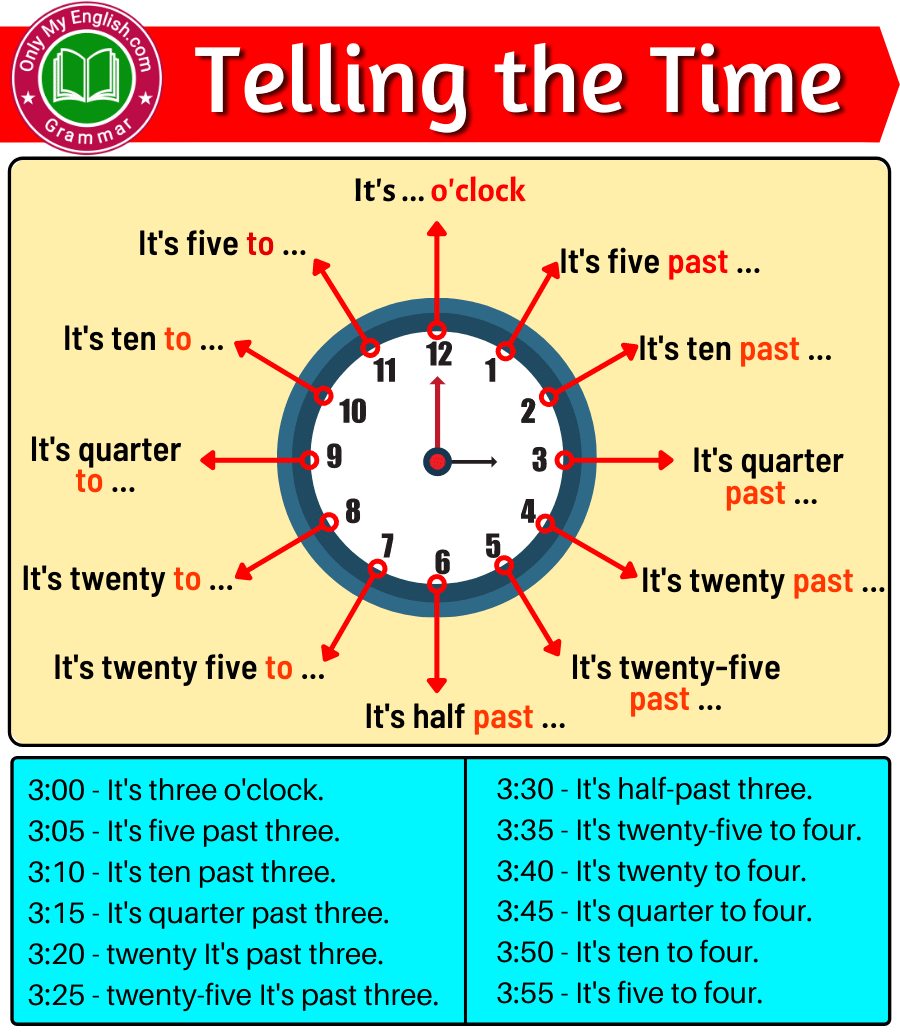 Only My English.com
Grammar
Telling the Time
It's ... o'clock
It's five to ...
It's five past ...
It's ten to ...
It's ten past ...
It's quarter
to ...
It's quarter
past ...
It's twenty to ...
It's twenty past ...
It's twenty five to ...
It's twenty-five
past ...
It's half past ...
12
11
1
10
2
9
3
8
4
7
5
6
3:00 - It's three o'clock.
3:05 - It's five past three.
3:10 - It's ten past three.
3:15 - It's quarter past three.
3:20 - twenty It's past three.
3:25 - twenty-five It's past three.
3:30 - It's half-past three.
3:35 - It's twenty-five to four.
3:40 - It's twenty to four.
3:45 - It's quarter to four.
3:50 - It's ten to four.
3:55 - It's five to four.